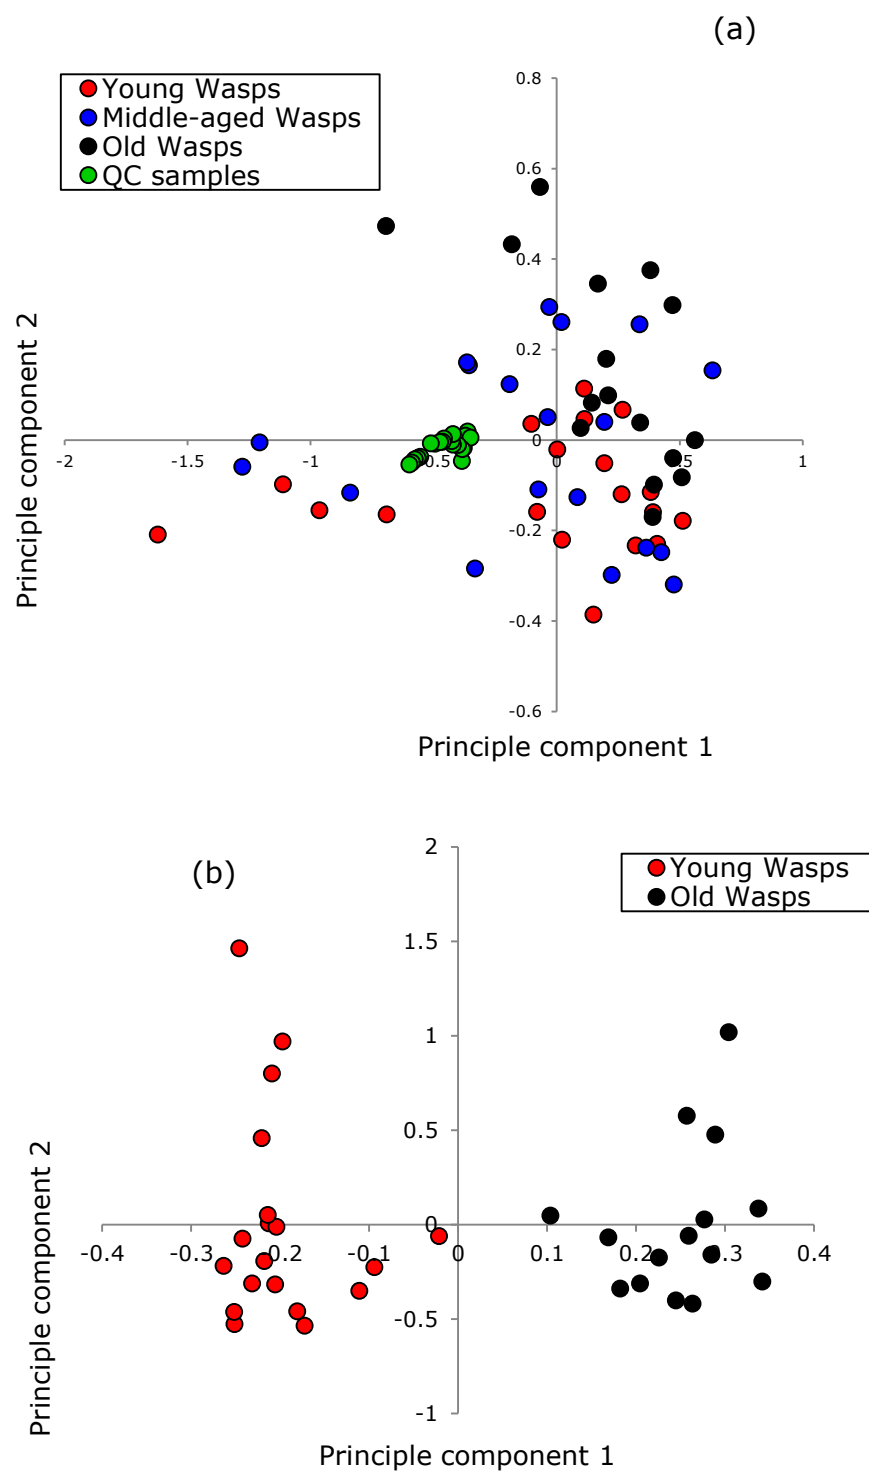 (a)
0.8
Young Wasps
Middle-aged Wasps
Old Wasps
QC samples
0.6
0.4
0.2
0
-2
-1.5
-1
-0.5
0
0.5
1
-0.2
-0.4
-0.6
Principle component 2
Principle component 1
(b)
2
Young Wasps
Old Wasps
1.5
1
0.5
0
-0.4
-0.3
-0.2
-0.1
0
0.1
0.2
0.3
0.4
-0.5
-1
Principle component 2
Principle component 1